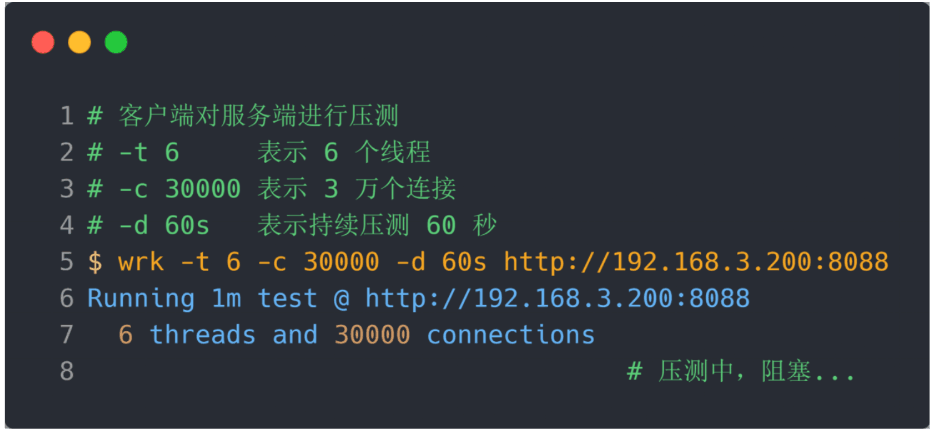 1 # 客户端对服务端进行压测
2 # -t 6     表示 6 个线程
3 # -c 30000 表示 3 万个连接
4 # -d 60s   表示持续压测 60 秒
5 $ wrk -t 6 -c 30000 -d 60s http://192.168.3.200:8088
6 Running 1m test @ http://192.168.3.200:8088
7   6 threads and 30000 connections
8                                    # 压测中，阻塞...